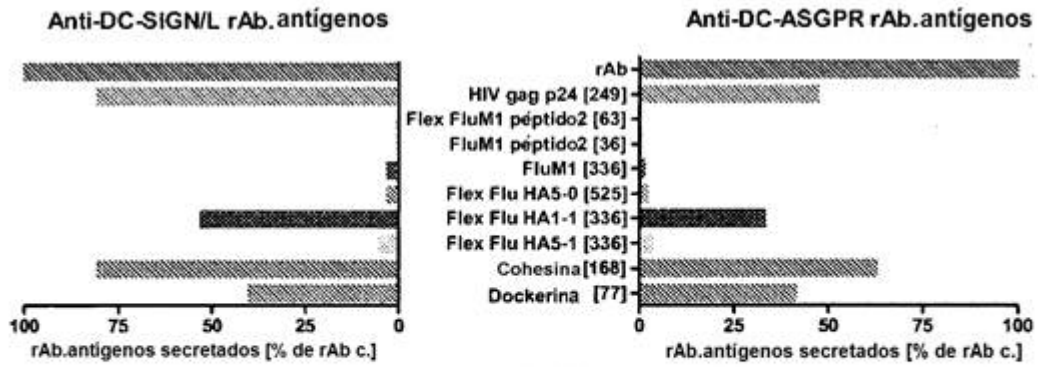 Anti-DC-SIGN/L rAb.antígenos
Anti-DC-ASGPR rAb.antígenos
rAb
HIV gag p24 [249]
Flex FluM1 péptido2 [63]
FluM1 péptido2 [36]
FluM1 [336]
Flex Flu HA5-0 [525]
Flex Flu HA1-1 [336]
Flex Flu HA5-1 [336]
Cohesina [168]
Dockerina [77]
100 75 50 25 0
0 25 50 75 100
rAb.antígenos secretados [% de rAb c.]
rAb.antígenos secretados [% de rAb c.]